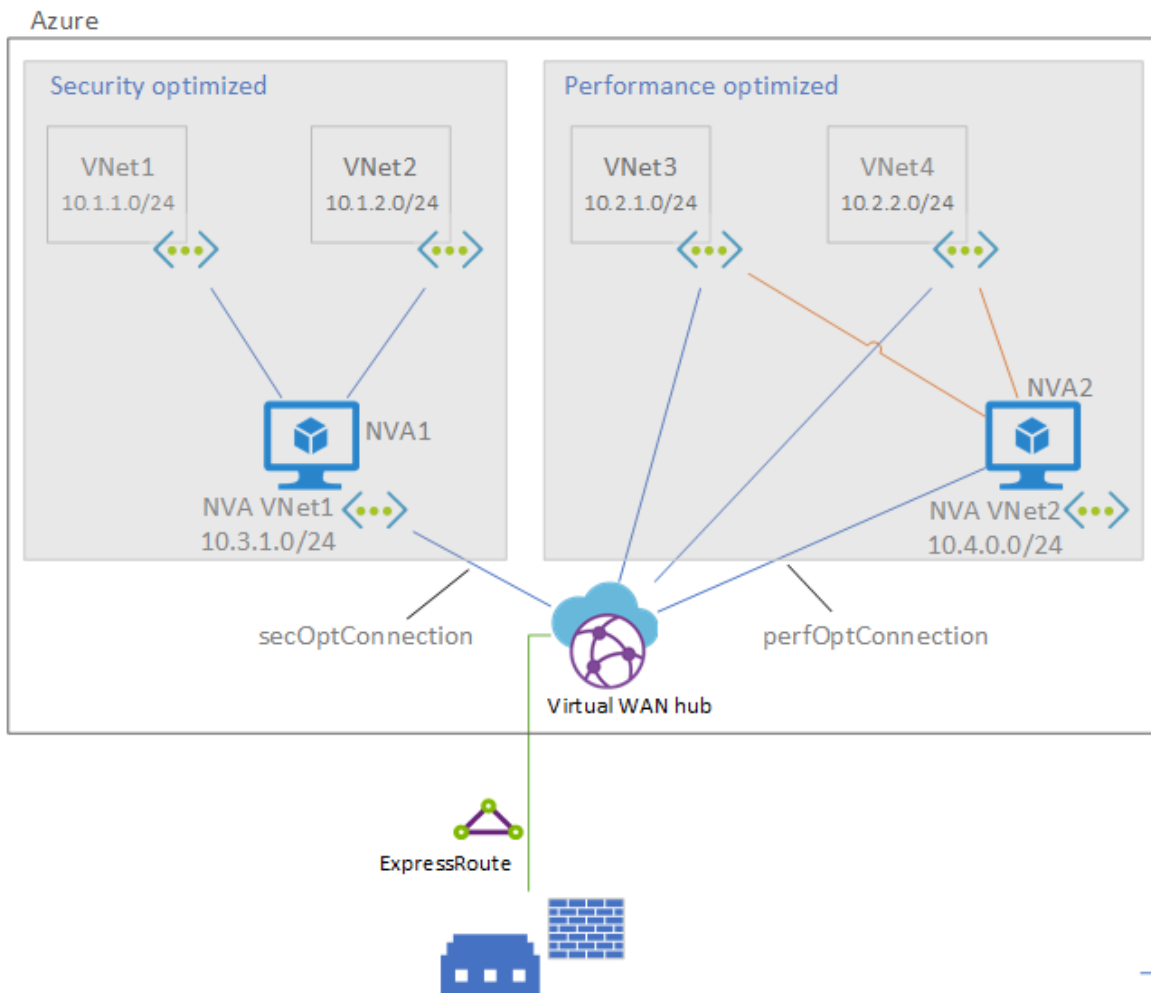 Azure
Security optimized
Performance optimized
VNet1
10.1.1.0/24
VNet2
10.1.2.0/24
VNet3
10.2.1.0/24
VNet4
10.2.2.0/24
NVA1
NVA2
NVA VNet1
10.3.1.0/24
NVA VNet2
10.4.0.0/24
secOptConnection
perfOptConnection
Virtual WAN hub
ExpressRoute